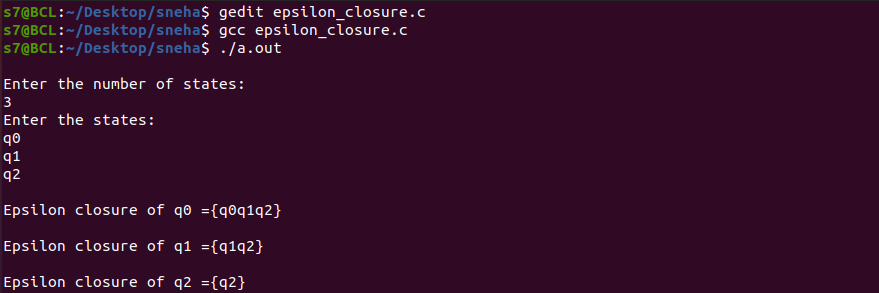 s7@BCL:~/Desktop/sneha$ gedit epsilon_closure.c
s7@BCL:~/Desktop/sneha$ gcc epsilon_closure.c
s7@BCL:~/Desktop/sneha$ ./a.out
Enter the number of states:
3
Enter the states:
q0
q1
q2
Epsilon closure of q0 ={q0q1q2}
Epsilon closure of q1 ={q1q2}
Epsilon closure of q2 ={q2}